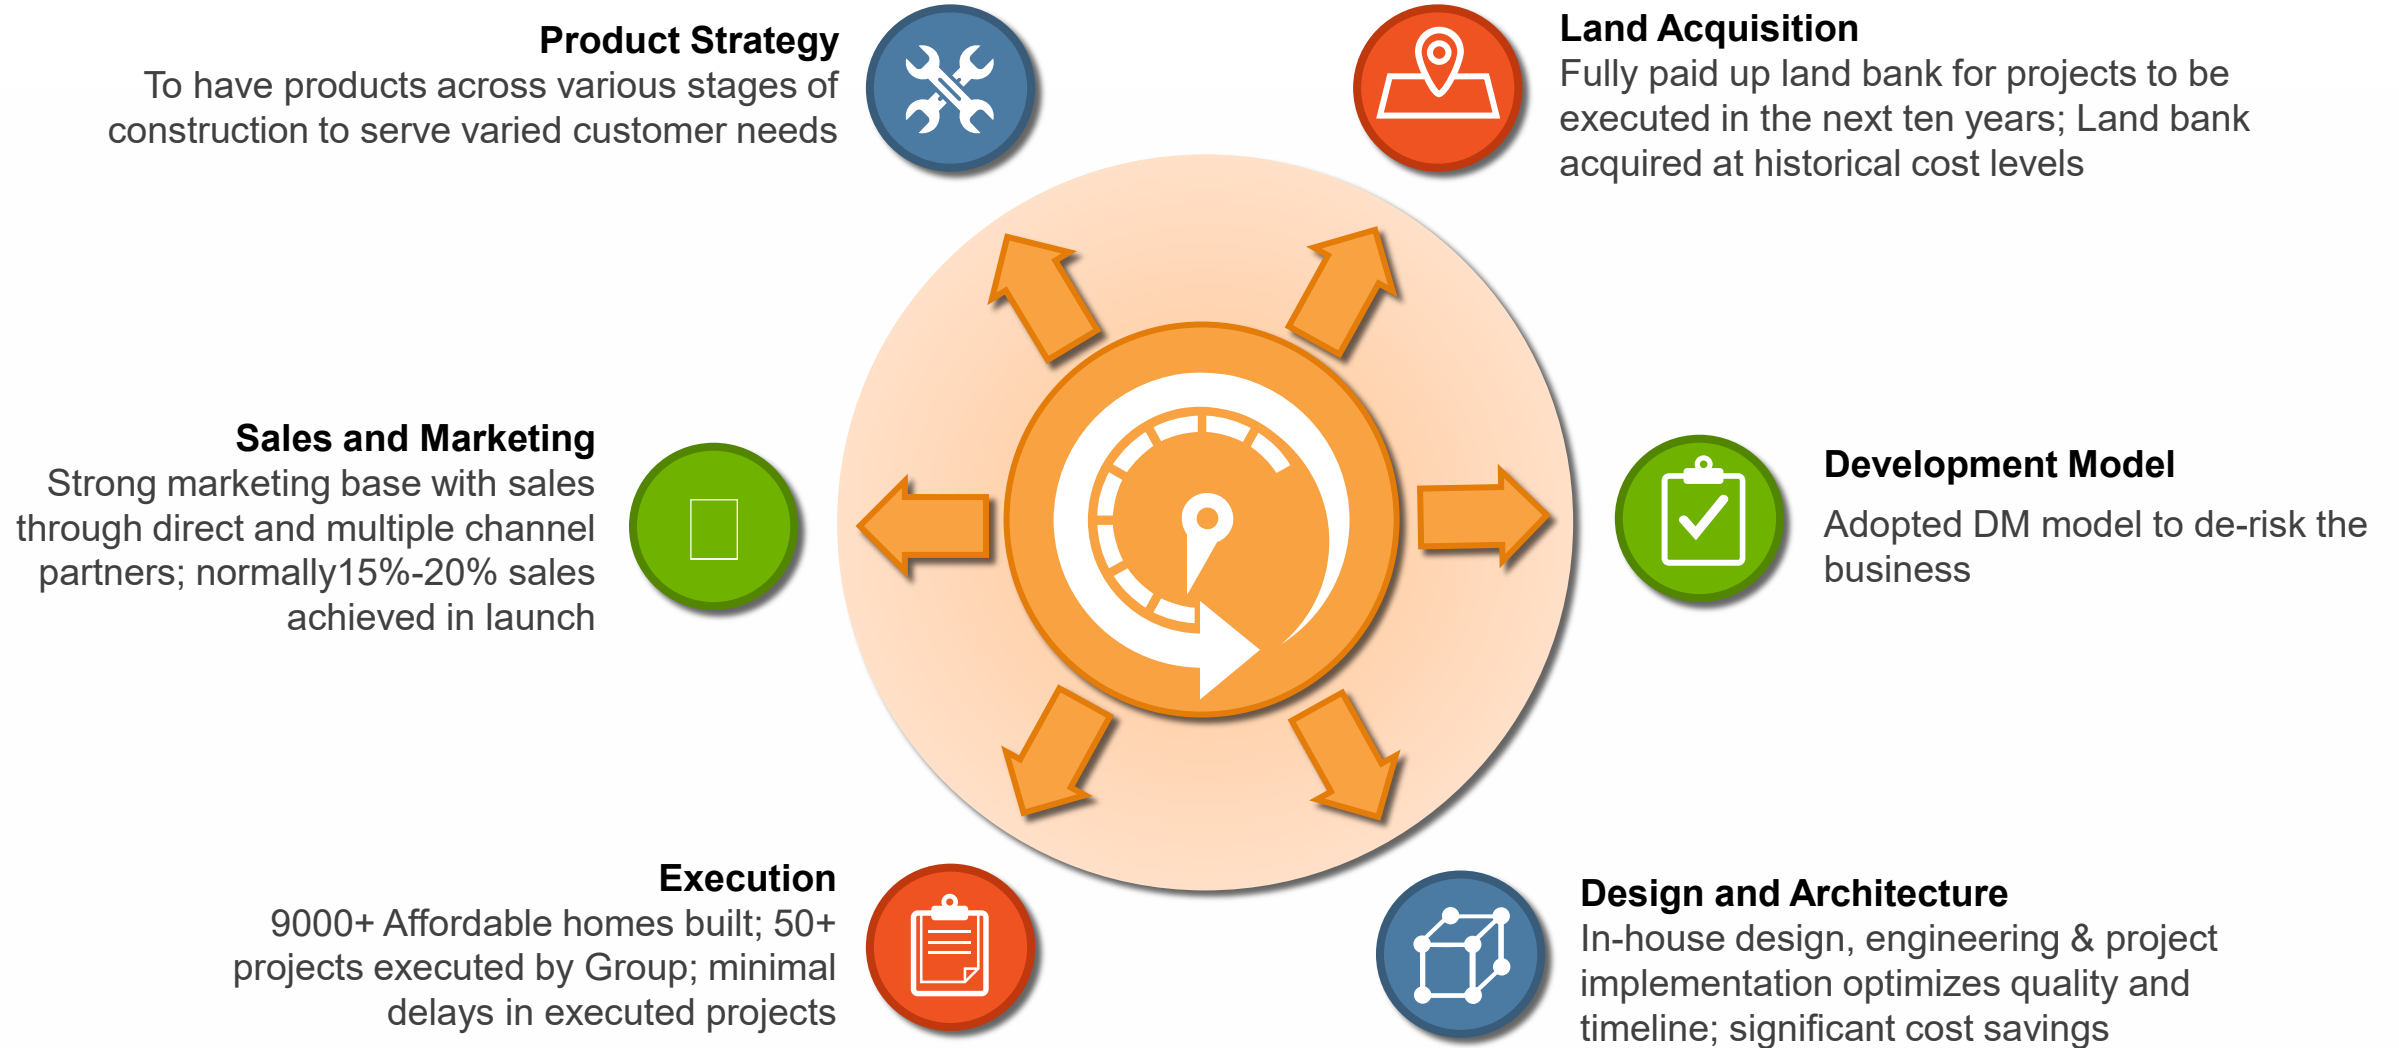 Product Strategy
To have products across various stages of
construction to serve varied customer needs
Land Acquisition
Fully paid up land bank for projects to be
executed in the next ten years; Land bank
acquired at historical cost levels
Sales and Marketing
Strong marketing base with sales
through direct and multiple channel
partners; normally15%-20% sales
achieved in launch
Development Model
Adopted DM model to de-risk the
business
Execution
9000+ Affordable homes built; 50+
projects executed by Group; minimal
delays in executed projects
Design and Architecture
In-house design, engineering & project
implementation optimizes quality and
timeline; significant cost savings